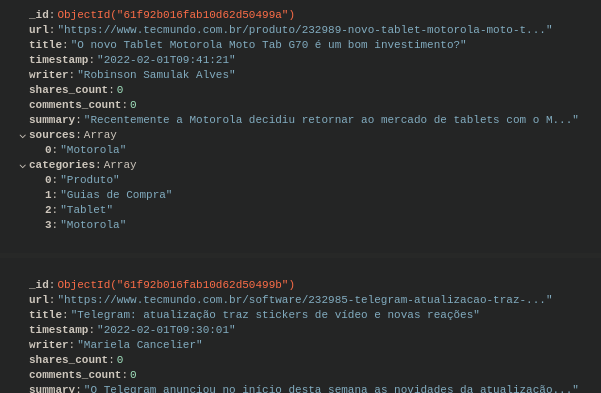 _id: ObjectId("61f92b016fab10d62d50499a")
url: "https://www.tecmundo.com.br/produto/232989-novo-tablet-motorola-moto-t..."
title: "O novo Tablet Motorola Moto Tab G70 é um bom investimento?"
timestamp: "2022-02-01T09:41:21"
writer: "Robinson Samulak Alves"
shares_count: 0
comments_count: 0
summary: "Recentemente a Motorola decidiu retornar ao mercado de tablets com o M..."
sources: Array
0: "Motorola"
categories: Array
0: "Produto"
1: "Guias de Compra"
2: "Tablet"
3: "Motorola"
_id: ObjectId("61f92b016fab10d62d50499b")
url: "https://www.tecmundo.com.br/software/232985-telegram-atualizacao-traz-..."
title: "Telegram: atualização traz stickers de vídeo e novas reações"
timestamp: "2022-02-01T09:30:01"
writer: "Mariela Cancelier"
shares_count: 0
comments_count: 0
summary: "O Telegram anunciou no início desta semana as novidades da atualização..."